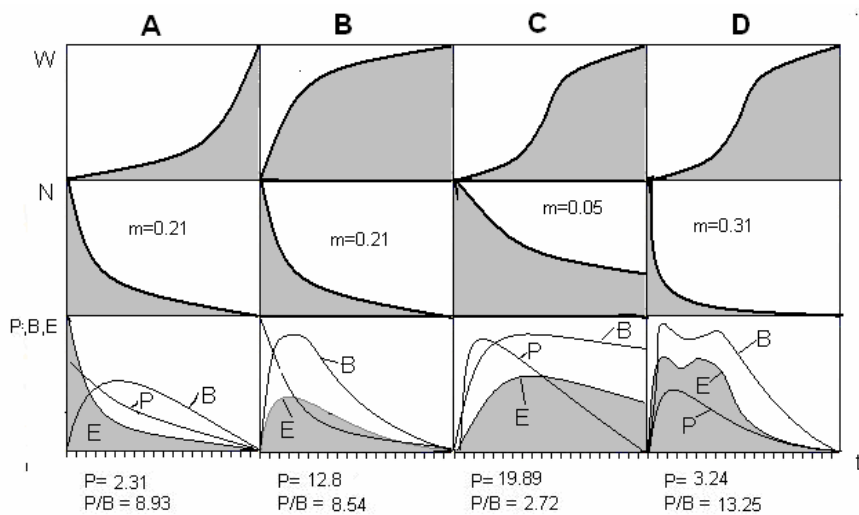 A B C D
W
N
m=0.21 m=0.21 m=0.05 m=0.31
P,B,E
E P B
E B
E P B
E P B
t
P= 2.31 P= 12.8 P= 19.89 P= 3.24
P/B = 8.93 P/B = 8.54 P/B = 2.72 P/B = 13.25